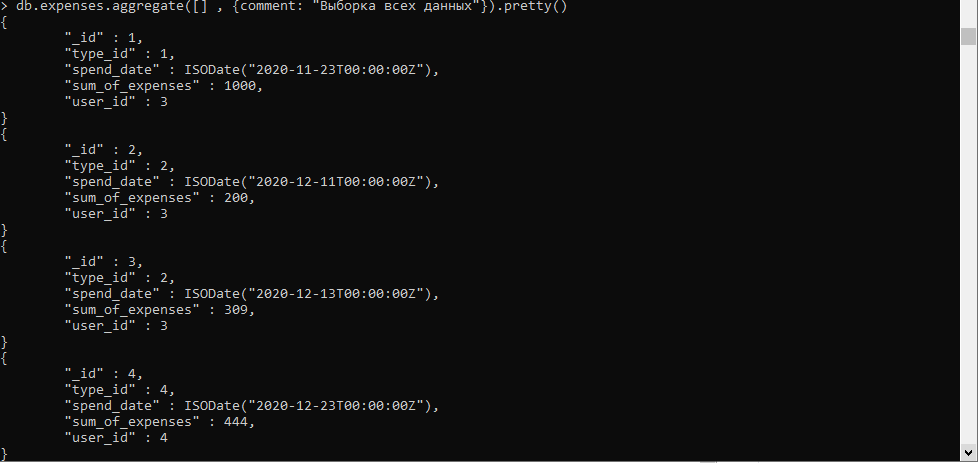 > db.expenses.aggregate([] , {comment: "Выборка всех данных"}).pretty()
{
        "_id" : 1,
        "type_id" : 1,
        "spend_date" : ISODate("2020-11-23T00:00:00Z"),
        "sum_of_expenses" : 1000,
        "user_id" : 3
}
{
        "_id" : 2,
        "type_id" : 2,
        "spend_date" : ISODate("2020-12-11T00:00:00Z"),
        "sum_of_expenses" : 200,
        "user_id" : 3
}
{
        "_id" : 3,
        "type_id" : 2,
        "spend_date" : ISODate("2020-12-13T00:00:00Z"),
        "sum_of_expenses" : 309,
        "user_id" : 3
}
{
        "_id" : 4,
        "type_id" : 4,
        "spend_date" : ISODate("2020-12-23T00:00:00Z"),
        "sum_of_expenses" : 444,
        "user_id" : 4
}